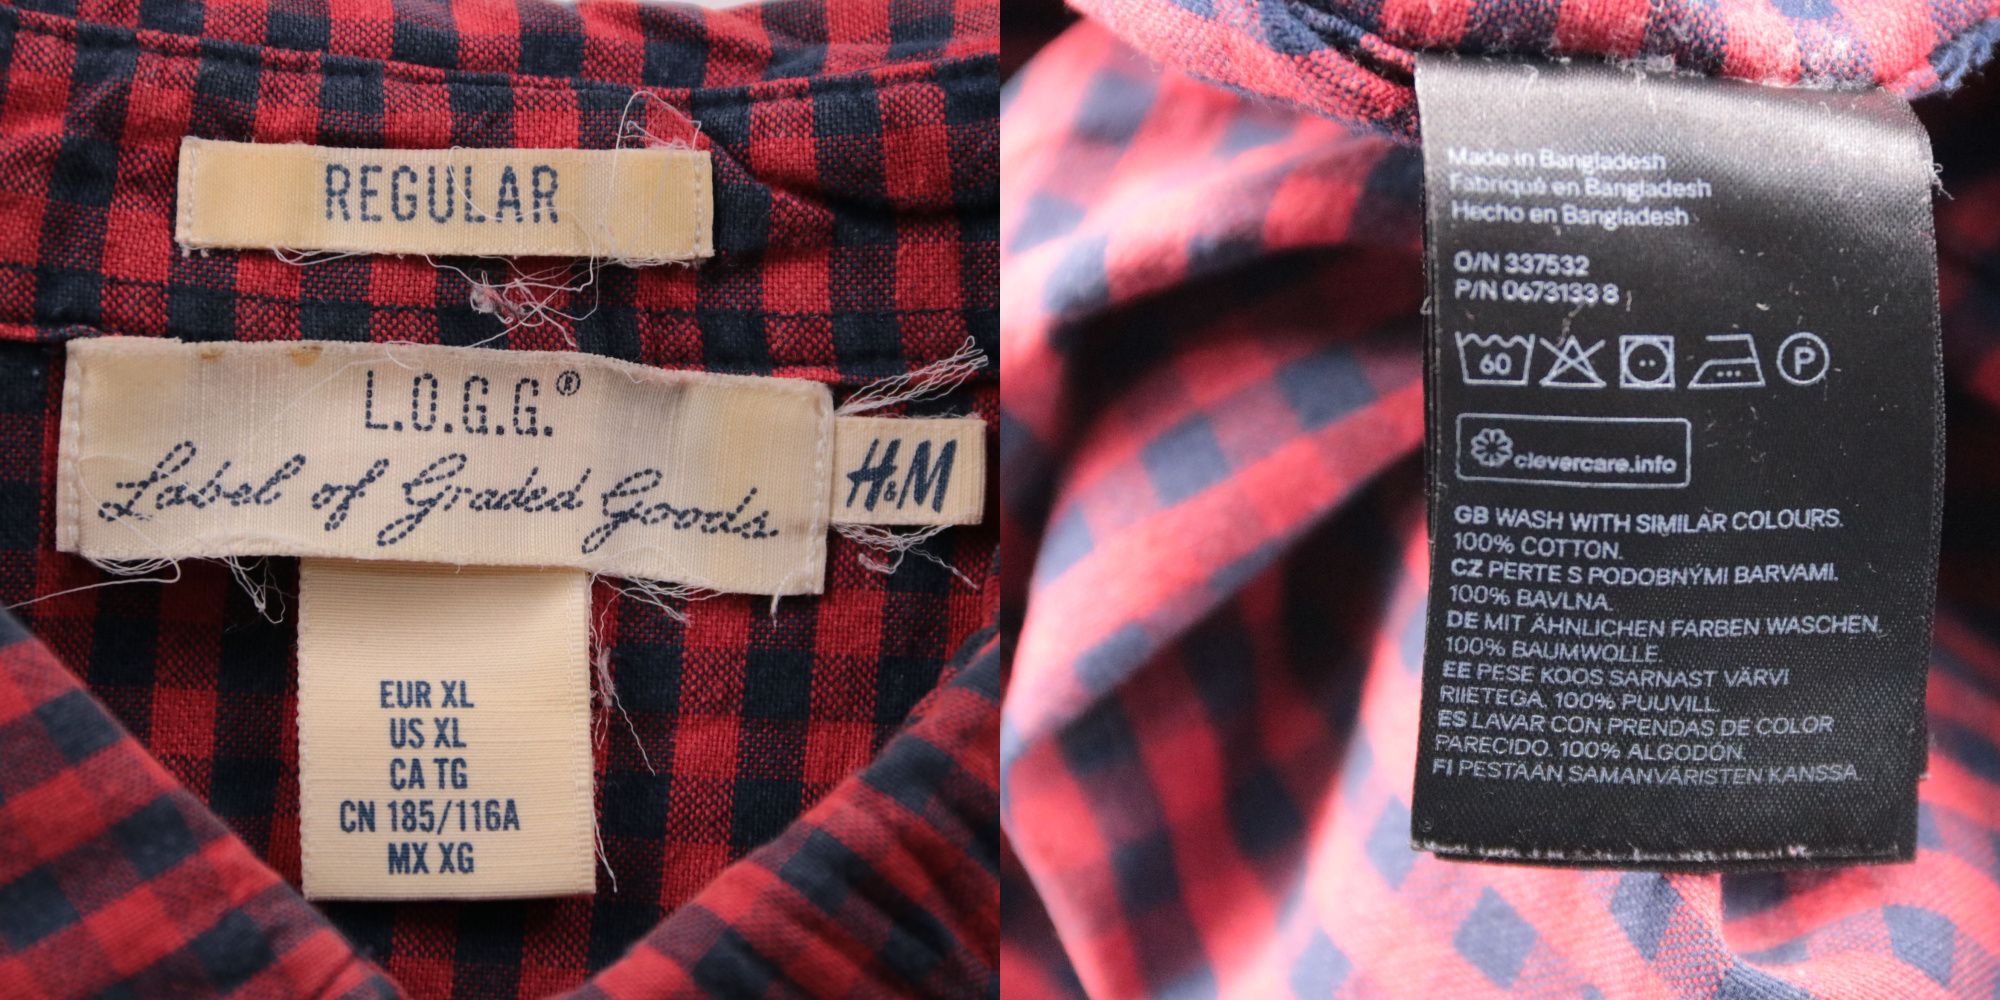 REGULAR
L.O.G.G.®
Label of Graded Goods.
H&M
EUR XL
US XL
CA TG
CN 185/116A
MX XG
Made in Bangladesh
Fabriqué en Bangladesh
Hecho en Bangladesh
O/N 337532
P/N 0673133 8
60
P
clevercare.info
GB WASH WITH SIMILAR COLOURS.
100% COTTON.
CZ PERTE S PODOBNÝMI BARVAMI.
100% BAVLNA.
DE MIT ÄHNLICHEN FARBEN WASCHEN.
100% BAUMWOLLE.
EE PESE KOOS SARNAST VÄRVI
RIIETEGA. 100% PUUVILL.
ES LAVAR CON PRENDAS DE COLOR
PARECIDO. 100% ALGODÓN.
FI PESTÄÄN SAMANVÄRISTEN KANSSA.